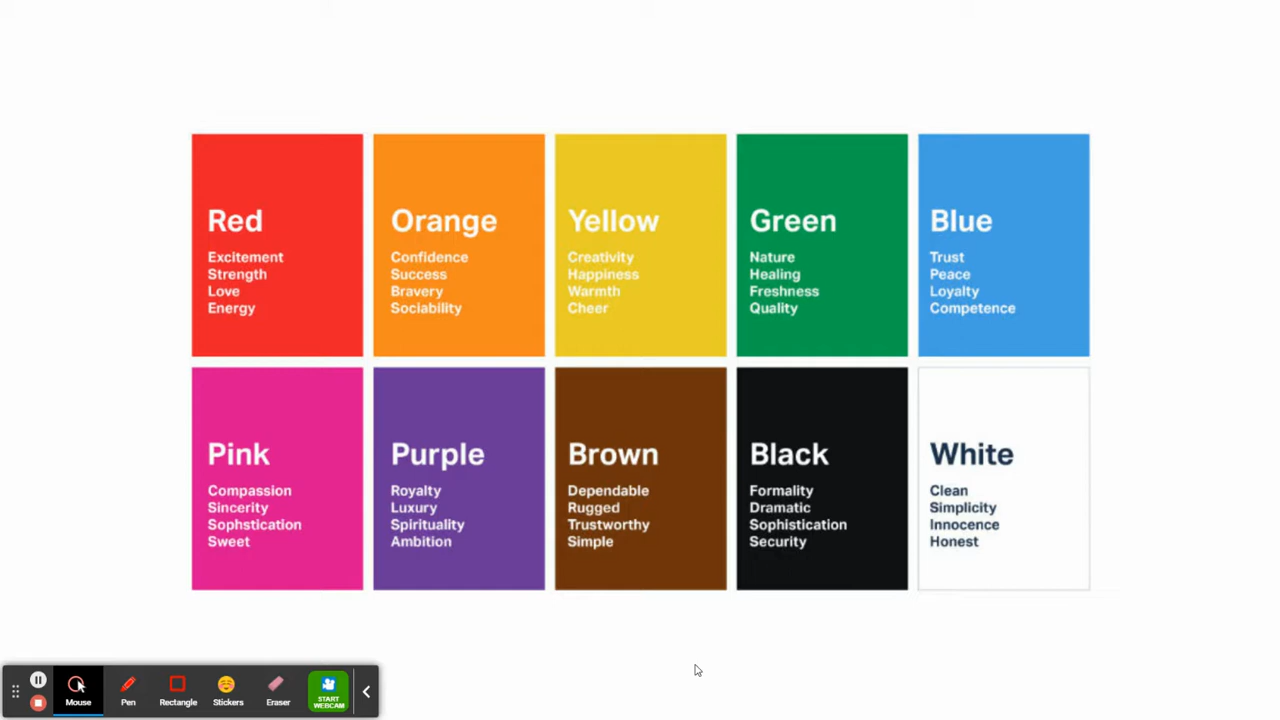 Red
Excitement
Strength
Love
Energy
Orange
Confidence
Success
Bravery
Sociability
Yellow
Creativity
Happiness
Warmth
Cheer
Green
Nature
Healing
Freshness
Quality
Blue
Trust
Peace
Loyalty
Competence
Pink
Compassion
Sincerity
Sophstication
Sweet
Purple
Royalty
Luxury
Spirituality
Ambition
Brown
Dependable
Rugged
Trustworthy
Simple
Black
Formality
Dramatic
Sophistication
Security
White
Clean
Simplicity
Innocence
Honest
Mouse
Pen
Rectangle
Stickers
Eraser
START
WEBCAM